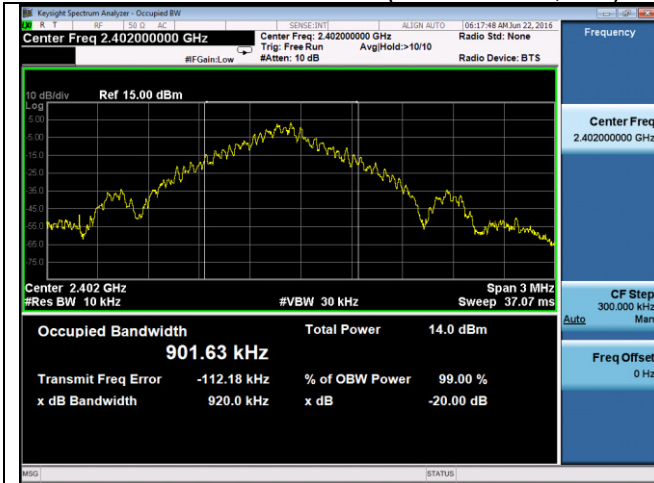 Keysight Spectrum Analyzer - Occupied BW
R T RF 50 Ω AC SENSE:INT ALIGN AUTO 06:17:48 AM Jun 22, 2016
Center Freq 2.402000000 GHz
Center Freq: 2.402000000 GHz Radio Std: None
Trig: Free Run Avg|Hold:>10/10
#IFGain:Low #Atten: 10 dB Radio Device: BTS
Frequency
10 dB/div Ref 15.00 dBm
Log
5.00
-5.00
-15.0
-25.0
-35.0
-45.0
-55.0
-65.0
-75.0
Center Freq
2.402000000 GHz
Center 2.402 GHz Span 3 MHz
#Res BW 10 kHz #VBW 30 kHz Sweep 37.07 ms
CF Step
300.000 kHz
Auto Man
Occupied Bandwidth Total Power 14.0 dBm
901.63 kHz
Transmit Freq Error -112.18 kHz % of OBW Power 99.00 %
x dB Bandwidth 920.0 kHz x dB -20.00 dB
Freq Offset
0 Hz
MSG STATUS